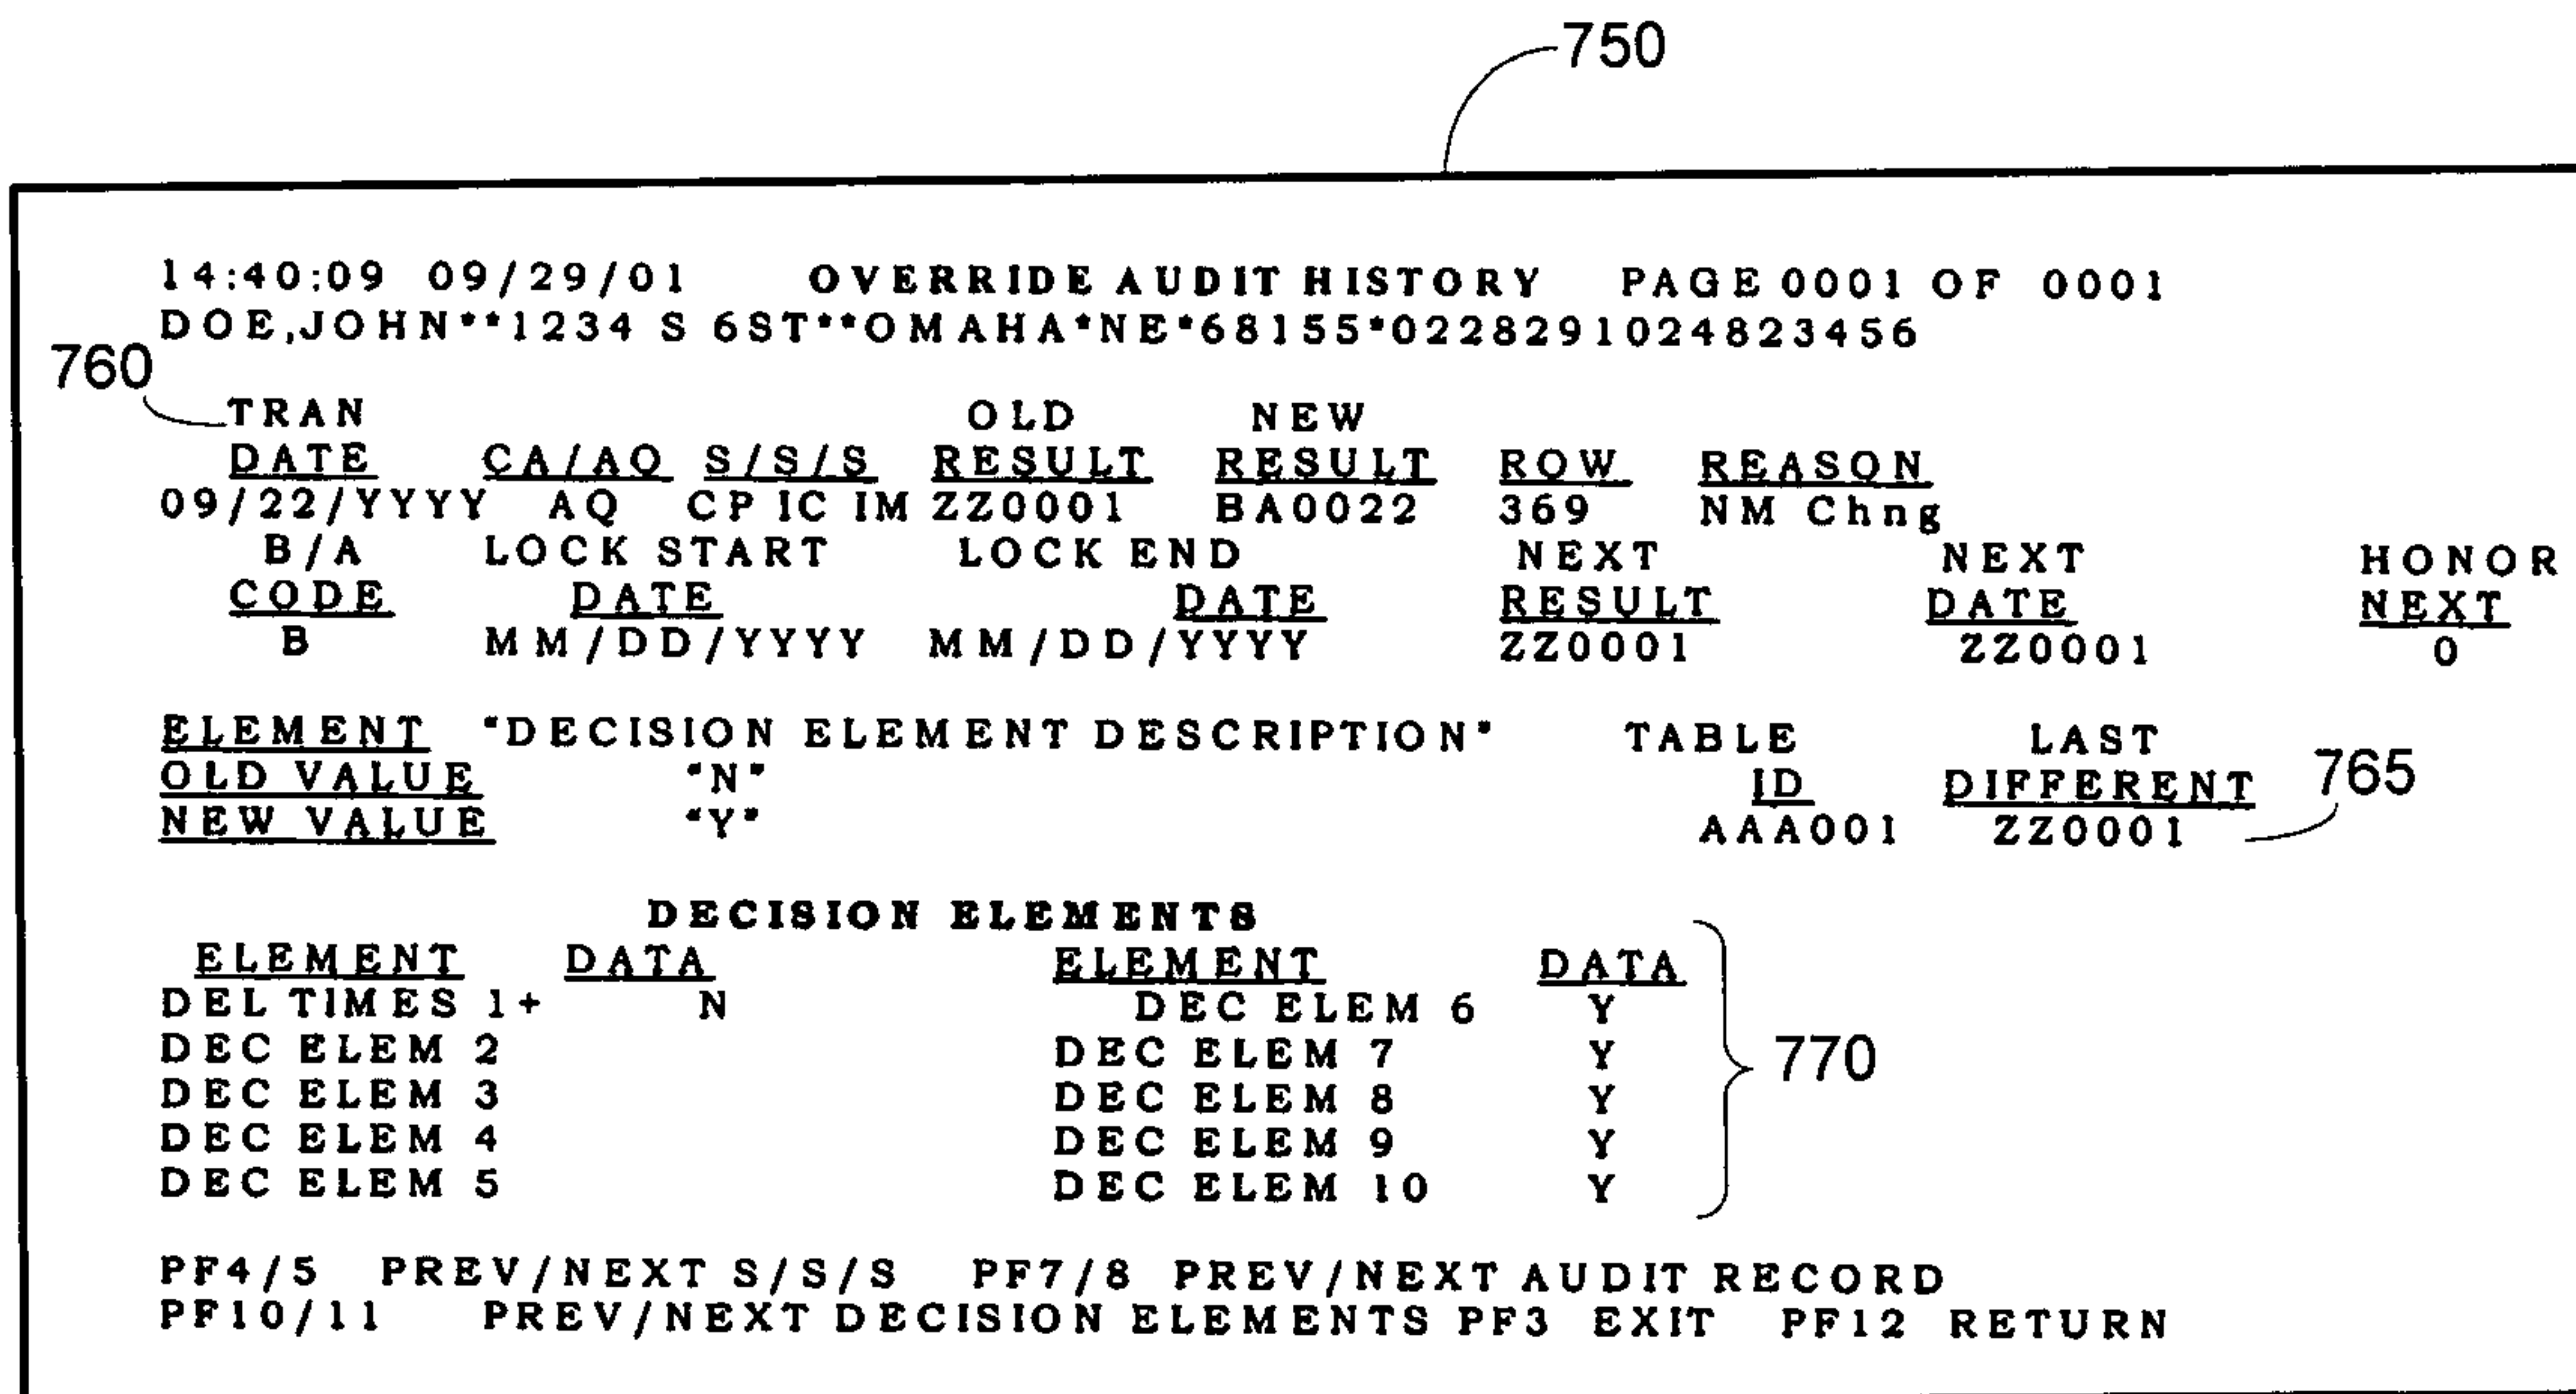 750
14:40:09 09/29/01 OVERRIDE AUDIT HISTORY PAGE 0001 OF 0001
DOE,JOHN**1234 S 6ST**OMAHA*NE*68155*0228291024823456
760
TRAN OLD NEW
DATE CA/AQ S/S/S RESULT RESULT ROW REASON
09/22/YYYY AQ CP IC IM ZZ0001 BA0022 369 NM Chng
B/A LOCK START LOCK END NEXT NEXT HONOR
CODE DATE DATE RESULT DATE NEXT
B MM/DD/YYYY MM/DD/YYYY ZZ0001 ZZ0001 0
ELEMENT "DECISION ELEMENT DESCRIPTION" TABLE LAST
OLD VALUE "N" ID DIFFERENT 765
NEW VALUE "Y" AAA001 ZZ0001
DECISION ELEMENTS
ELEMENT DATA ELEMENT DATA
DEL TIMES 1+ N DEC ELEM 6 Y
DEC ELEM 2 DEC ELEM 7 Y 770
DEC ELEM 3 DEC ELEM 8 Y
DEC ELEM 4 DEC ELEM 9 Y
DEC ELEM 5 DEC ELEM 10 Y
PF4/5 PREV/NEXT S/S/S PF7/8 PREV/NEXT AUDIT RECORD
PF10/11 PREV/NEXT DECISION ELEMENTS PF3 EXIT PF12 RETURN